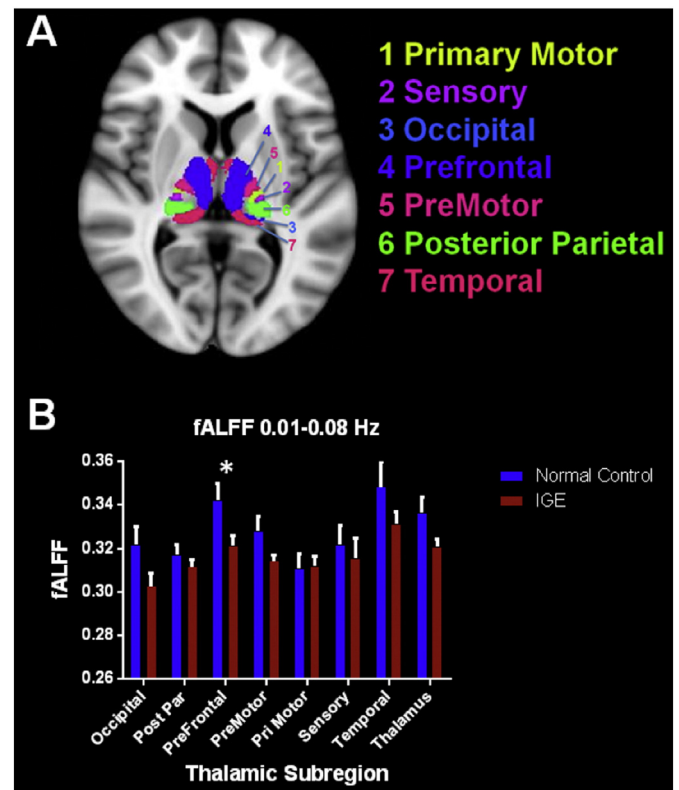 A
1 Primary Motor
2 Sensory
3 Occipital
4 Prefrontal
5 PreMotor
6 Posterior Parietal
7 Temporal
4
5
1
2
6
3
7
B
fALFF 0.01-0.08 Hz
0.36
0.34
0.32
0.30
0.28
0.26
fALFF
*
Normal Control
IGE
Occipital
Post Par
PreFrontal
PreMotor
Pri Motor
Sensory
Temporal
Thalamus
Thalamic Subregion